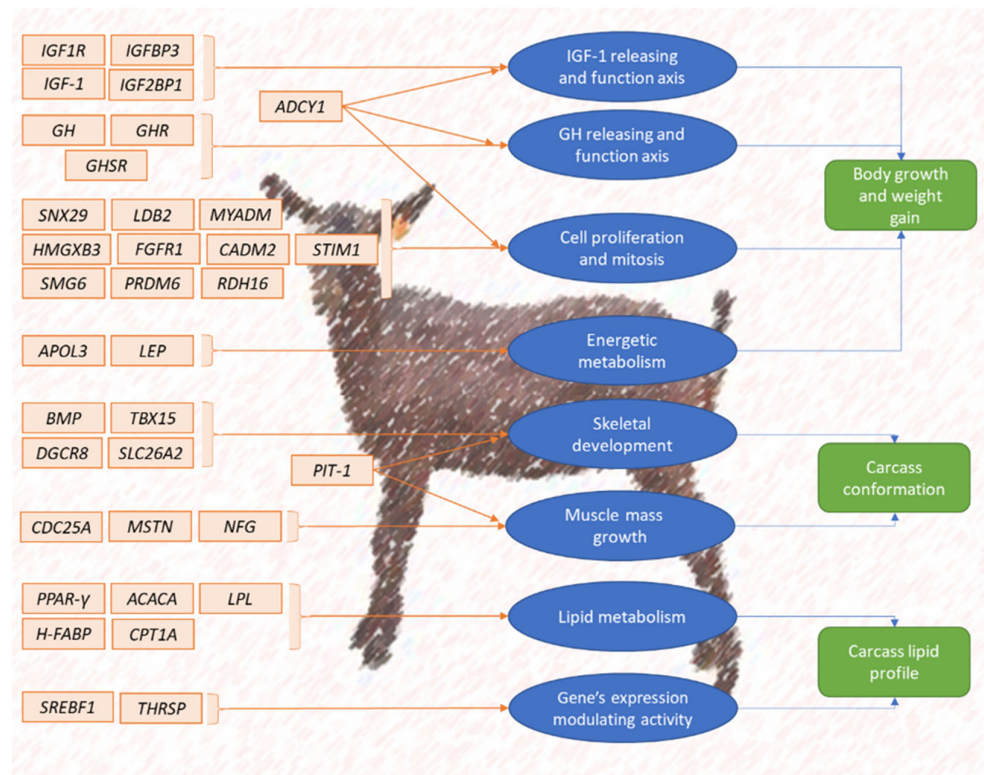 IGF1R IGFBP3
IGF-1 IGF2BP1
ADCY1
IGF-1 releasing
and function axis
GH GHR
GHSR
GH releasing and
function axis
Body growth
and weight
gain
SNX29 LDB2 MYADM
HMGXB3 FGFR1 CADM2 STIM1
SMG6 PRDM6 RDH16
Cell proliferation
and mitosis
APOL3 LEP
Energetic
metabolism
BMP TBX15
DGCR8 SLC26A2
PIT-1
Skeletal
development
Carcass
conformation
CDC25A MSTN NFG
Muscle mass
growth
PPAR-γ ACACA LPL
H-FABP CPT1A
Lipid metabolism
Carcass lipid
profile
SREBF1 THRSP
Gene's expression
modulating activity